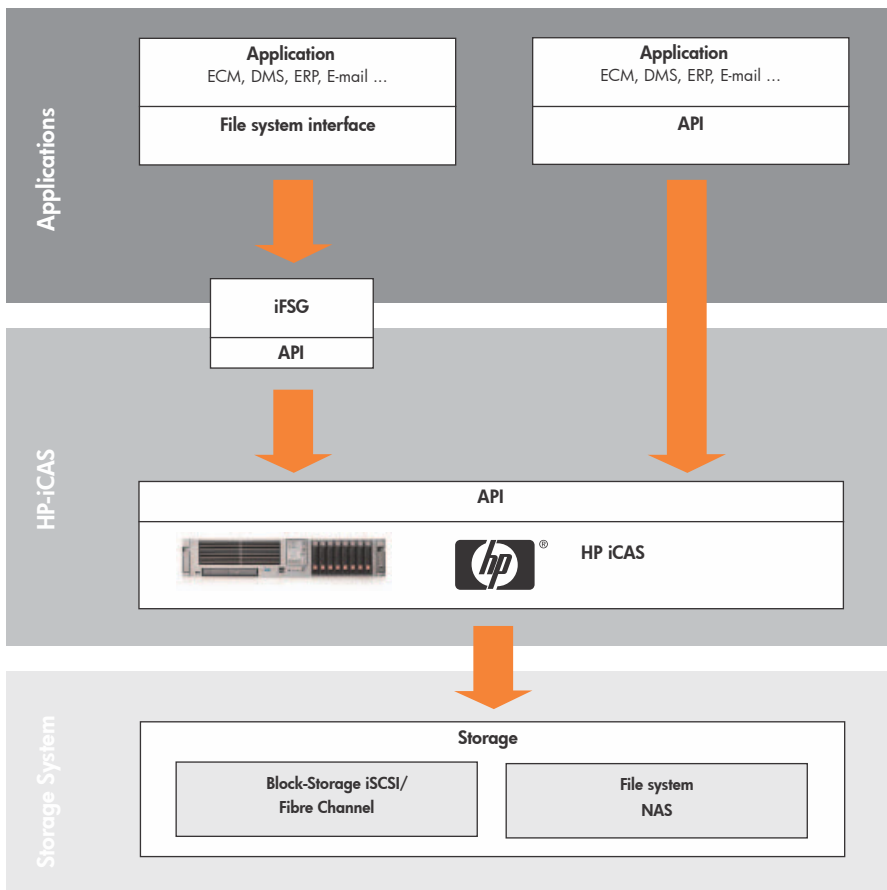 Applications
Application
ECM, DMS, ERP, E-mail ...
File system interface
Application
ECM, DMS, ERP, E-mail ...
API
iFSG
API
HP-iCAS
API
hp®
HP iCAS
Storage System
Storage
Block-Storage iSCSI/
Fibre Channel
File system
NAS